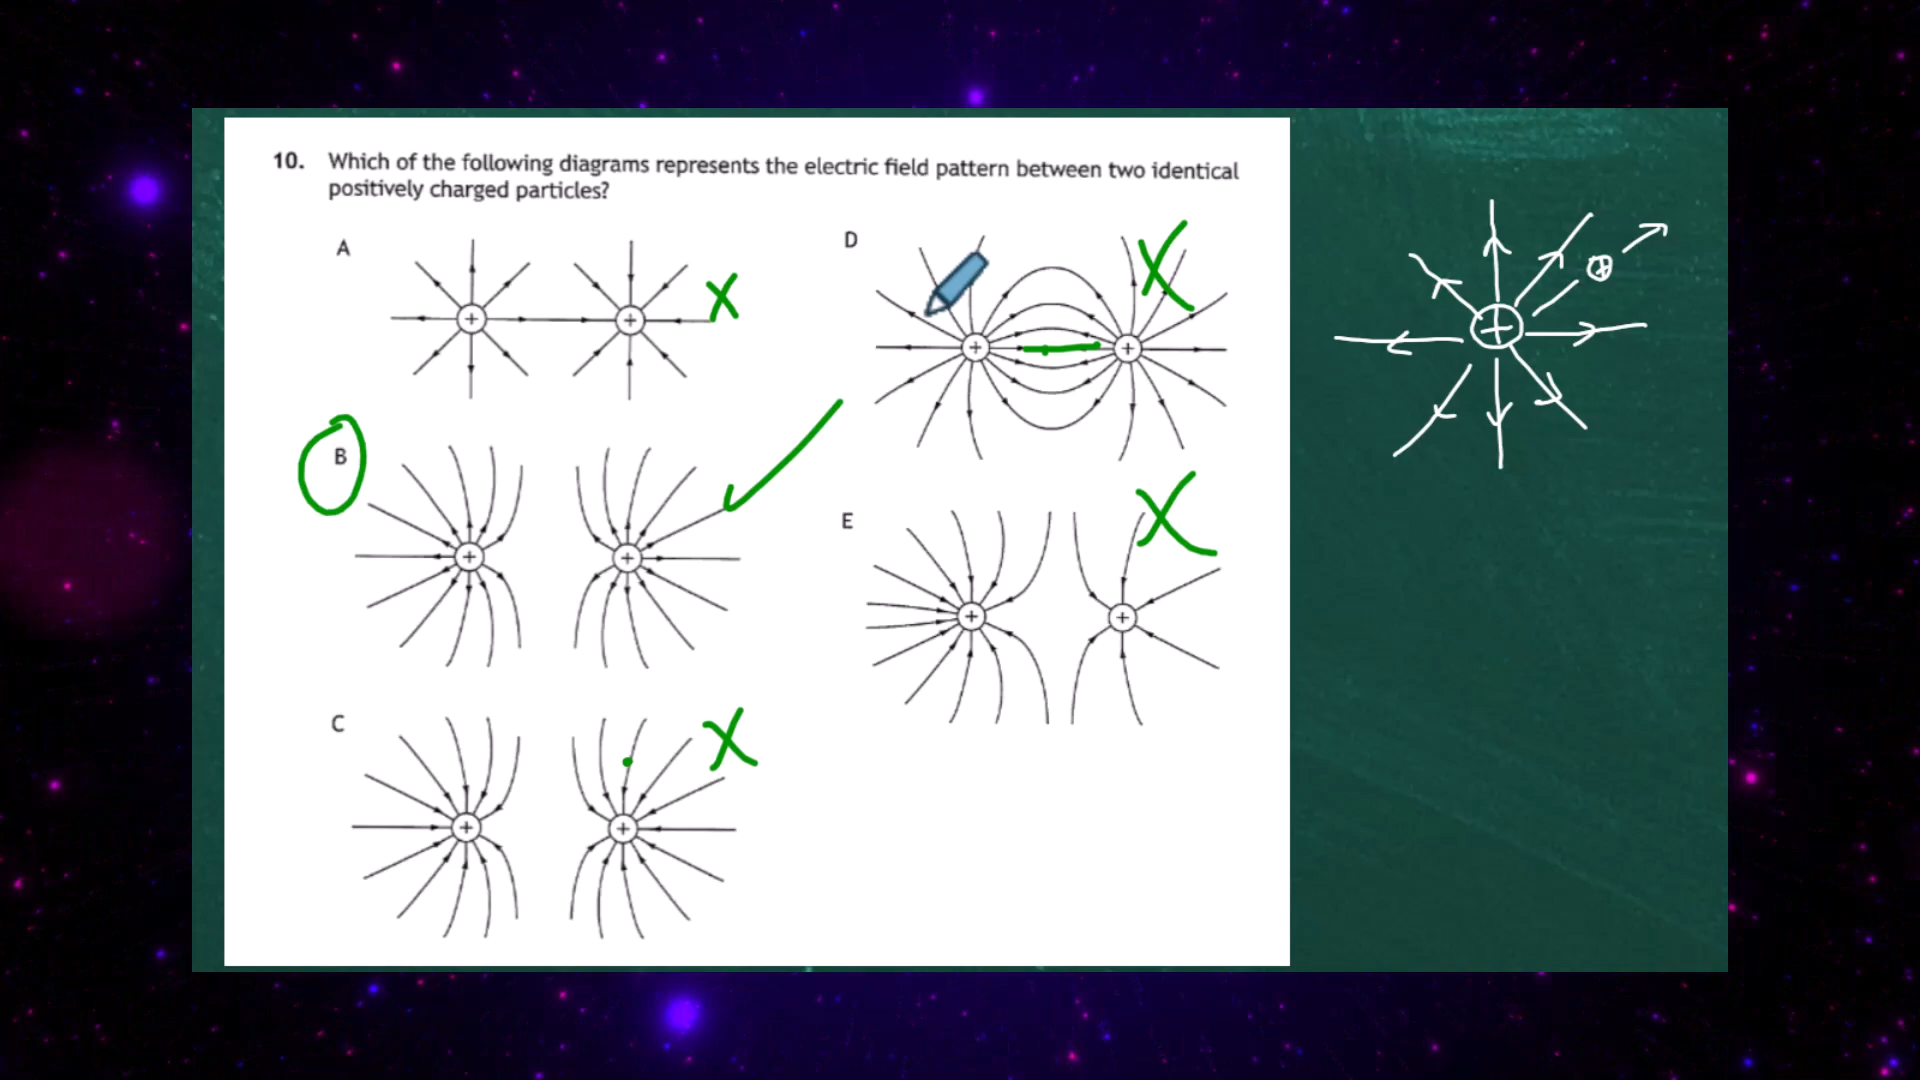 10. Which of the following diagrams represents the electric field pattern between two identical
positively charged particles?
A
+
+
X
B
+
+
C
+
+
X
D
+
+
X
E
+
+
X
+
+